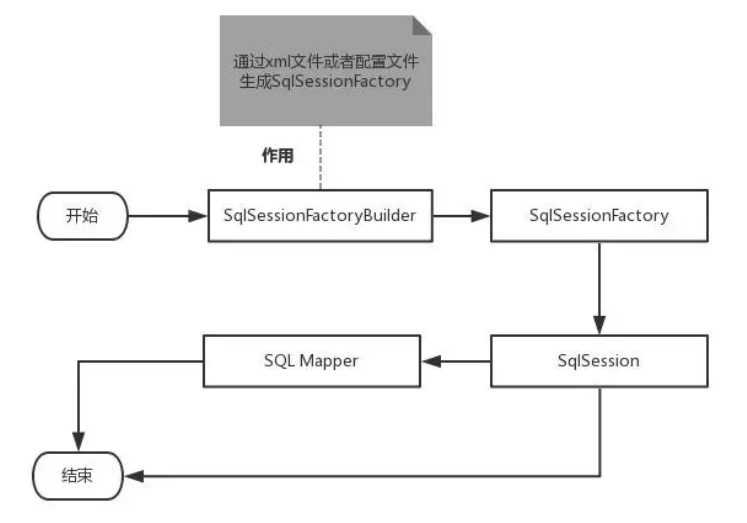 通过xml文件或者配置文件
生成SqlSessionFactory
作用
开始
SqlSessionFactoryBuilder
SqlSessionFactory
SQL Mapper
SqlSession
结束